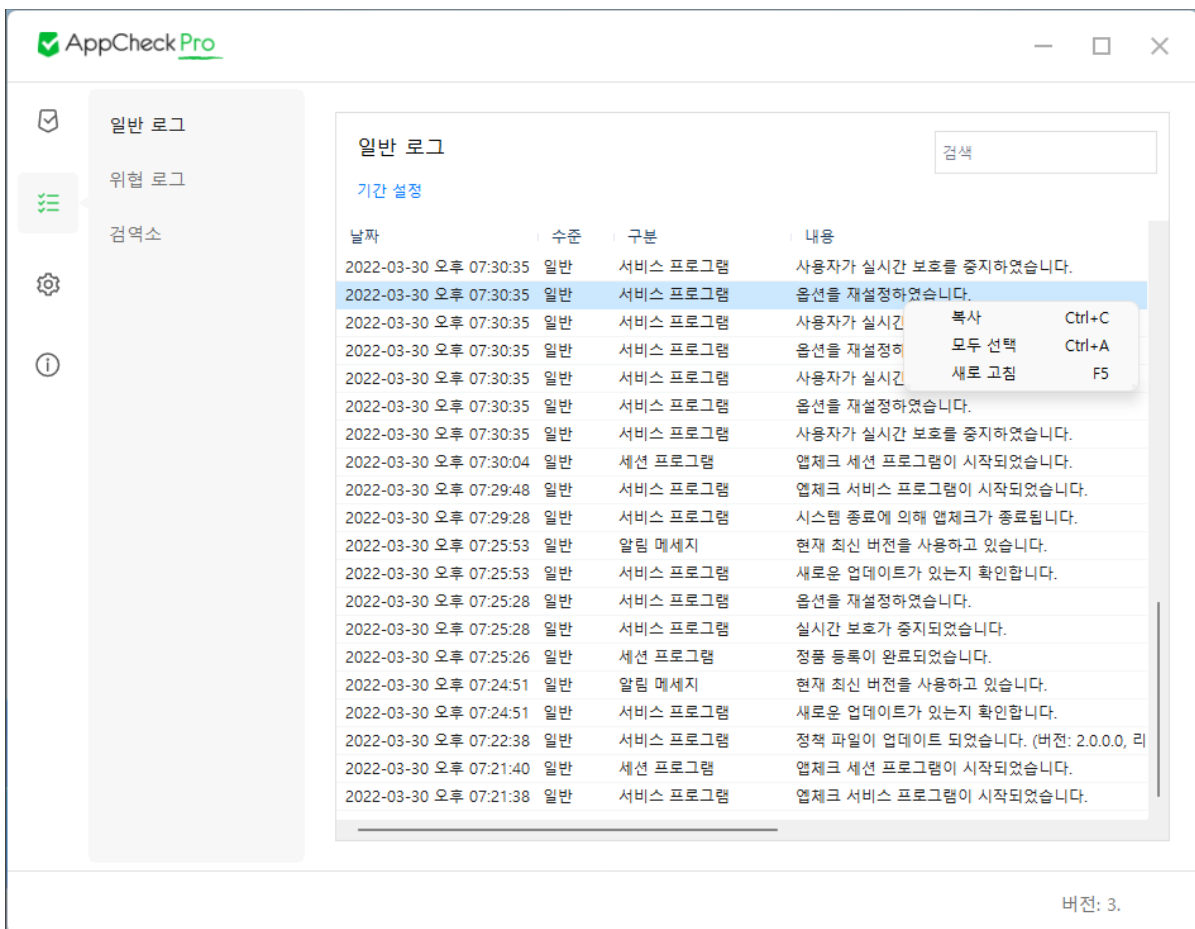 AppCheck Pro
일반 로그
위협 로그
검역소
일반 로그
검색
기간 설정
날짜 수준 구분 내용
2022-03-30 오후 07:30:35 일반 서비스 프로그램 사용자가 실시간 보호를 중지하였습니다.
2022-03-30 오후 07:30:35 일반 서비스 프로그램 옵션을 재설정하였습니다.
2022-03-30 오후 07:30:35 일반 서비스 프로그램 사용자가 실시간
2022-03-30 오후 07:30:35 일반 서비스 프로그램 옵션을 재설정하
2022-03-30 오후 07:30:35 일반 서비스 프로그램 사용자가 실시간
복사 Ctrl+C
모두 선택 Ctrl+A
새로 고침 F5
2022-03-30 오후 07:30:35 일반 서비스 프로그램 옵션을 재설정하였습니다.
2022-03-30 오후 07:30:35 일반 서비스 프로그램 사용자가 실시간 보호를 중지하였습니다.
2022-03-30 오후 07:30:04 일반 세션 프로그램 앱체크 세션 프로그램이 시작되었습니다.
2022-03-30 오후 07:29:48 일반 서비스 프로그램 엡체크 서비스 프로그램이 시작되었습니다.
2022-03-30 오후 07:29:28 일반 서비스 프로그램 시스템 종료에 의해 앱체크가 종료됩니다.
2022-03-30 오후 07:25:53 일반 알림 메세지 현재 최신 버전을 사용하고 있습니다.
2022-03-30 오후 07:25:53 일반 서비스 프로그램 새로운 업데이트가 있는지 확인합니다.
2022-03-30 오후 07:25:28 일반 서비스 프로그램 옵션을 재설정하였습니다.
2022-03-30 오후 07:25:28 일반 서비스 프로그램 실시간 보호가 중지되었습니다.
2022-03-30 오후 07:25:26 일반 세션 프로그램 정품 등록이 완료되었습니다.
2022-03-30 오후 07:24:51 일반 알림 메세지 현재 최신 버전을 사용하고 있습니다.
2022-03-30 오후 07:24:51 일반 서비스 프로그램 새로운 업데이트가 있는지 확인합니다.
2022-03-30 오후 07:22:38 일반 서비스 프로그램 정책 파일이 업데이트 되었습니다. (버전: 2.0.0.0, 리
2022-03-30 오후 07:21:40 일반 세션 프로그램 앱체크 세션 프로그램이 시작되었습니다.
2022-03-30 오후 07:21:38 일반 서비스 프로그램 엡체크 서비스 프로그램이 시작되었습니다.
버전: 3.